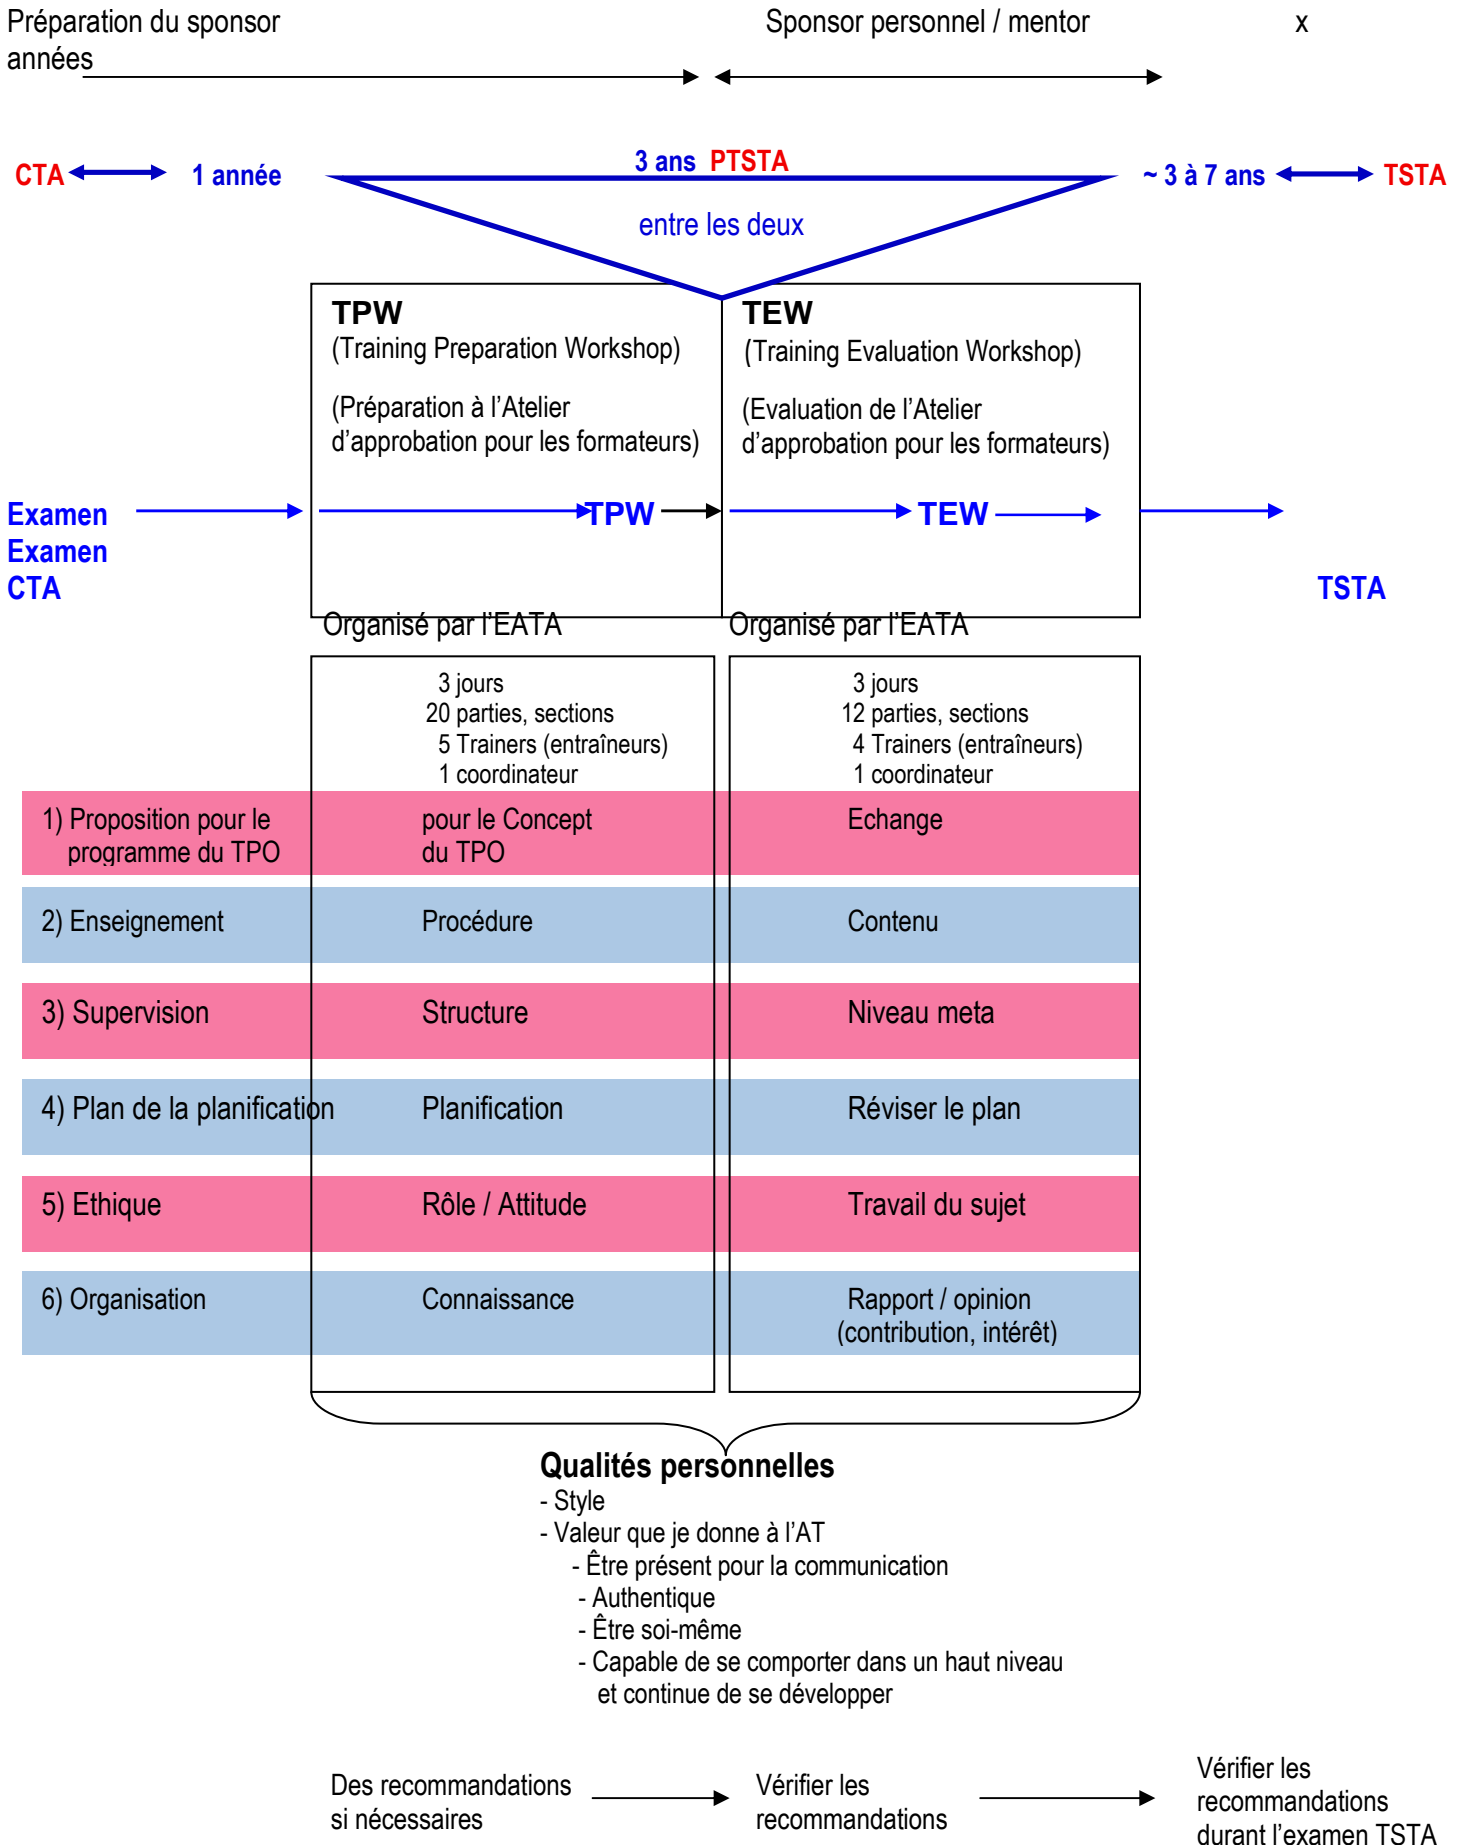 Préparation du sponsor Sponsor personnel / mentor x
années
CTA 1 année 3 ans PTSTA ~ 3 à 7 ans TSTA
entre les deux
TPW
(Training Preparation Workshop)
(Préparation à l’Atelier
d’approbation pour les formateurs)
TEW
(Training Evaluation Workshop)
(Evaluation de l’Atelier
d’approbation pour les formateurs)
Examen TPW TEW
Examen
CTA TSTA
Organisé par l’EATA Organisé par l’EATA
3 jours
20 parties, sections
5 Trainers (entraîneurs)
1 coordinateur
3 jours
12 parties, sections
4 Trainers (entraîneurs)
1 coordinateur
1) Proposition pour le pour le Concept Echange
programme du TPO du TPO
2) Enseignement Procédure Contenu
3) Supervision Structure Niveau meta
4) Plan de la planification Planification Réviser le plan
5) Ethique Rôle / Attitude Travail du sujet
6) Organisation Connaissance Rapport / opinion
(contribution, intérêt)
Qualités personnelles
- Style
- Valeur que je donne à l’AT
- Être présent pour la communication
- Authentique
- Être soi-même
- Capable de se comporter dans un haut niveau
et continue de se développer
Des recommandations
si nécessaires
Vérifier les
recommandations
Vérifier les
recommandations
durant l’examen TSTA